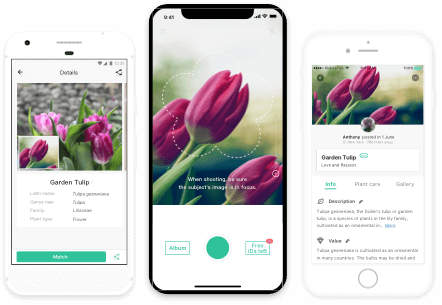 Details
Garden Tulip
Latin name: Tulipa gesneriana
Genus max: Tulipa
Family: Liliaceae
Plant type: Flower
Match
9:41
When shooting, be sure
the subject's image is in focus.
Album
Free
IDs left
Anthony posted in 1 June
Garden Tulip
Love and Passion
Info
Plant care
Gallery
Description
Tulipa gesneriana, the Didier's tulip or garden
tulip, is a species of plants in the lily family,
cultivated as an ornamental in
More
Value
Tulipa gesneriana is cultivated as an ornamental
in many countries. The bulbs may be dried and